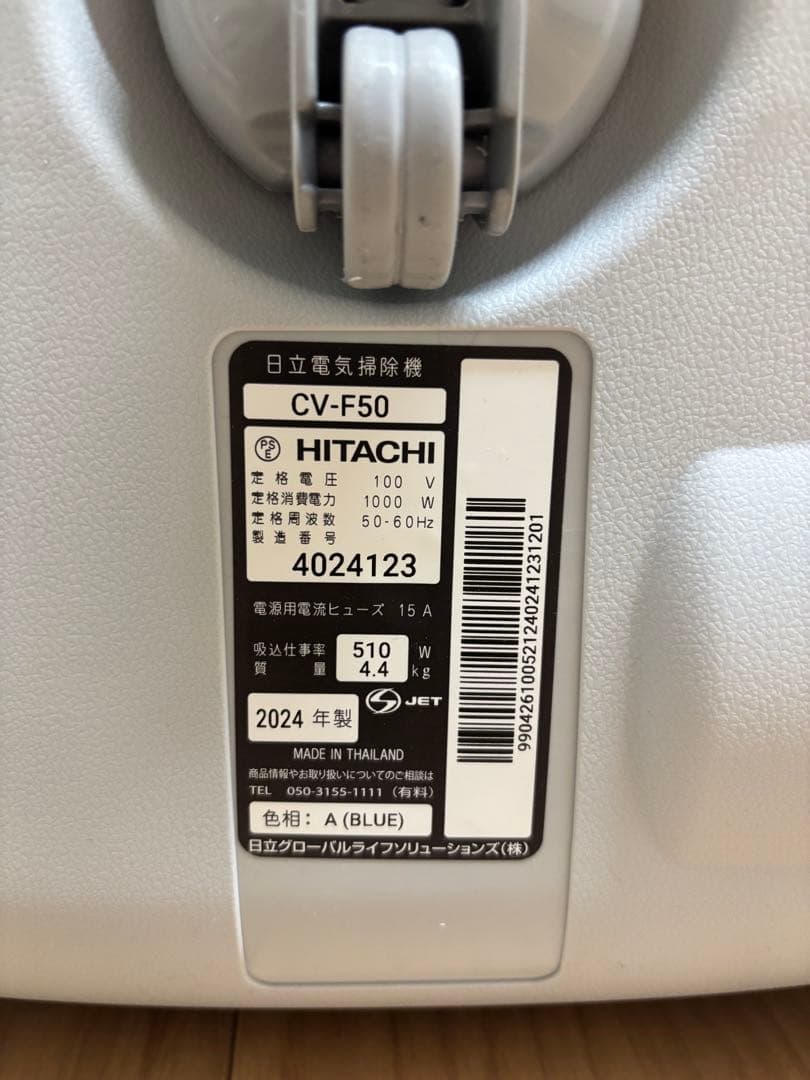 日立電気掃除機
CV-F50
PSE HITACHI
定格電圧 100 V
定格消費電力 1000 W
定格周波数 50-60Hz
製造番号
4024123
電源用電流ヒューズ 15 A
吸込仕事率 510 W
質量 4.4 kg
2024 年製
JET
MADE IN THAILAND
商品情報やお取り扱いについてのご相談は
TEL 050-3155-1111 (有料)
色相: A (BLUE)
日立グローバルライフソリューションズ(株)
990426100521240241231201